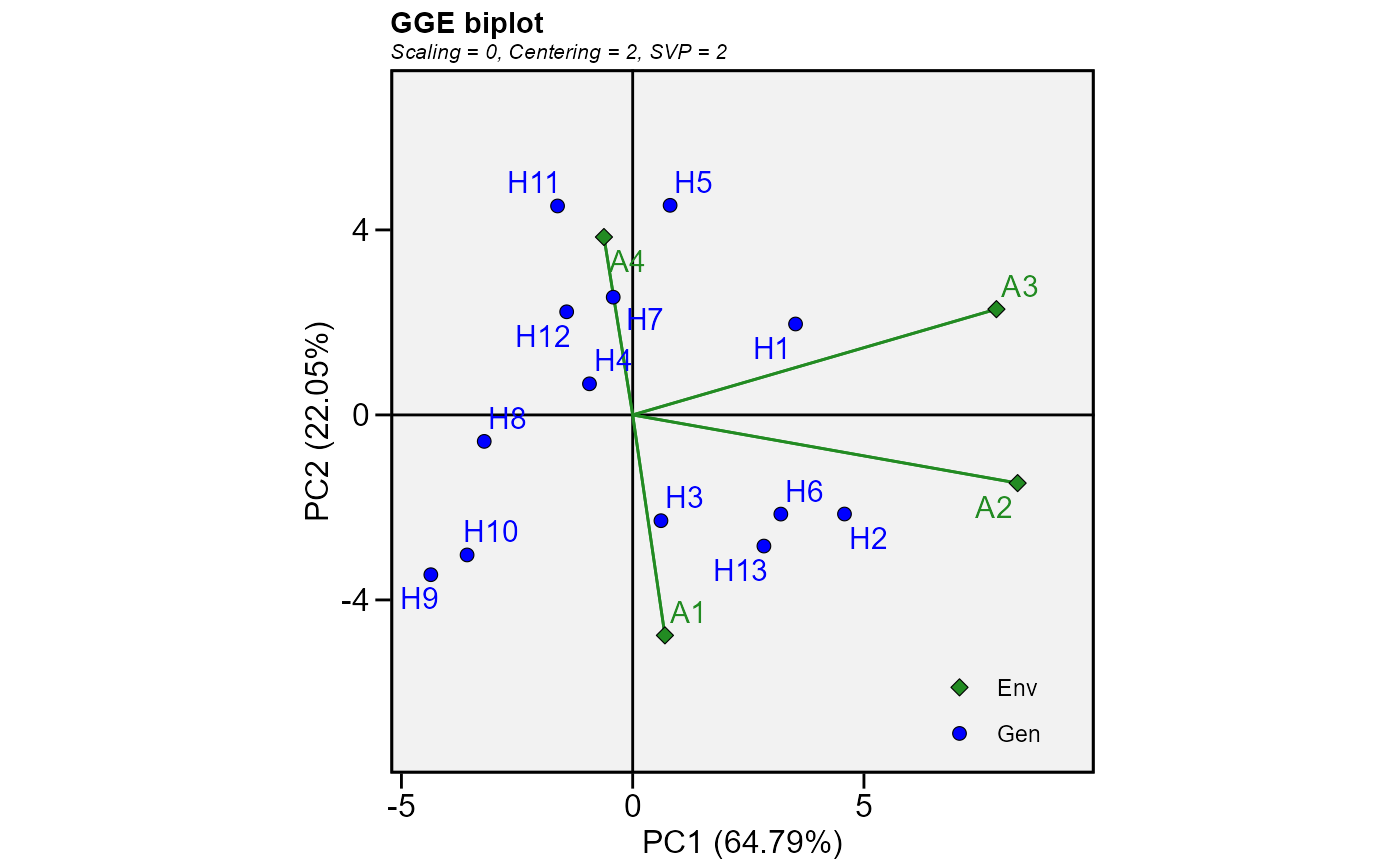 GGE biplot
Scaling = 0, Centering = 2, SVP = 2
H11
H5
4
A4
A3
H7
H12
H1
H4
PC2 (22.05%)
0
H8
H3
H6
A2
H10
H2
H13
-4
H9
A1
Env
Gen
-5
0
5
PC1 (64.79%)